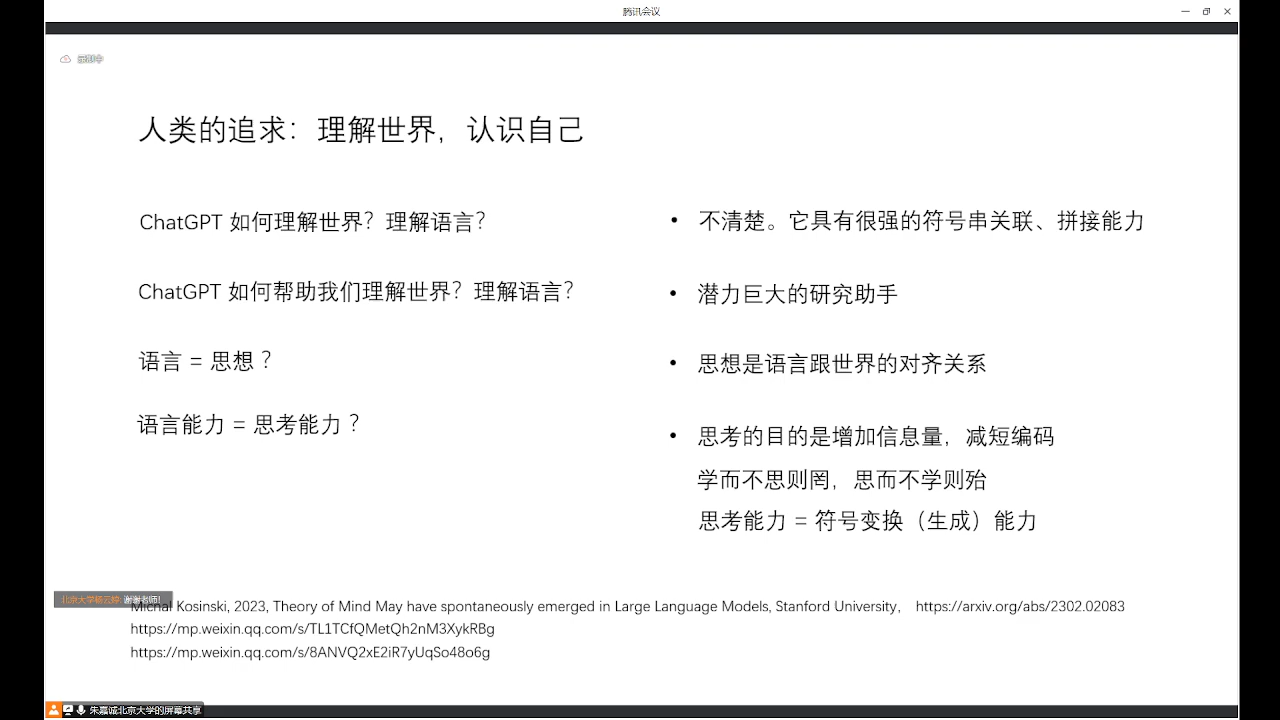 腾讯会议
录制中
人类的追求：理解世界，认识自己
ChatGPT 如何理解世界？理解语言？
• 不清楚。它具有很强的符号串关联、拼接能力
ChatGPT 如何帮助我们理解世界？理解语言？
• 潜力巨大的研究助手
语言 = 思想？
• 思想是语言跟世界的对齐关系
语言能力 = 思考能力？
• 思考的目的是增加信息量，减短编码
学而不思则罔，思而不学则殆
思考能力 = 符号变换（生成）能力
谢谢老师！
Michal Kosinski, 2023, Theory of Mind May have spontaneously emerged in Large Language Models, Stanford University, https://arxiv.org/abs/2302.02083
https://mp.weixin.qq.com/s/TL1TCfQMetQh2nM3XykRBg
https://mp.weixin.qq.com/s/8ANVQ2xE2iR7yUqSo48o6g
朱嘉诚北京大学的屏幕共享